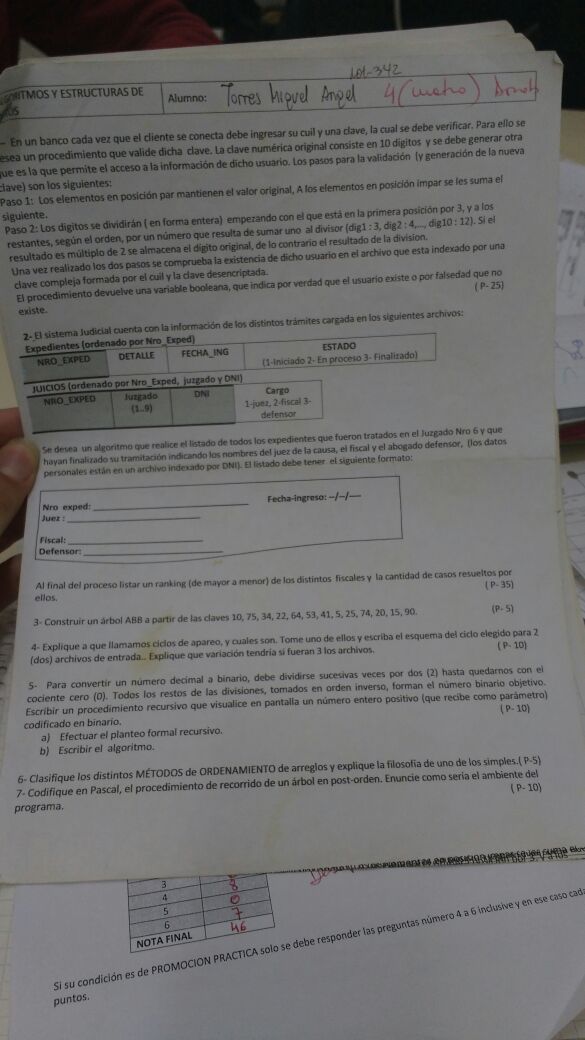 LOI-342
ALGORITMOS Y ESTRUCTURAS DE
Alumno: Torres Miguel Angel 4 (cuatro)
En un banco cada vez que el cliente se conecta debe ingresar su cuil y una clave, la cual se debe verificar. Para ello se
desea un procedimiento que valide dicha clave. La clave numérica original consiste en 10 digitos y se debe generar otra
que es la que permite el acceso a la información de dicho usuario. Los pasos para la validación (y generación de la nueva
clave) son los siguientes:
Paso 1: Los elementos en posición par mantienen el valor original, A los elementos en posición impar se les suma el
siguiente.
Paso 2: Los digitos se dividirán ( en forma entera) empezando con el que está en la primera posición por 3, y a los
restantes, según el orden, por un número que resulta de sumar uno al divisor (dig1 : 3, dig2 : 4,..., dig10 : 12). Si el
resultado es múltiplo de 2 se almacena el digito original, de lo contrario el resultado de la division.
Una vez realizado los dos pasos se comprueba la existencia de dicho usuario en el archivo que esta indexado por una
clave compleja formada por el cuil y la clave desencriptada.
El procedimiento devuelve una variable booleana, que indica por verdad que el usuario existe o por falsedad que no
existe. ( P- 25)
2- El sistema Judicial cuenta con la información de los distintos trámites cargada en los siguientes archivos:
Expedientes (ordenado por Nro_Exped)
NRO_EXPED DETALLE FECHA_ING ESTADO
(1-Iniciado 2- En proceso 3- Finalizado)
JUICIOS (ordenado por Nro_Exped, juzgado y DNI)
NRO_EXPED Juzgado DNI Cargo
(1..9) 1-juez, 2-fiscal 3-
defensor
Se desea un algoritmo que realice el listado de todos los expedientes que fueron tratados en el Juzgado Nro 6 y que
hayan finalizado su tramitación indicando los nombres del juez de la causa, el fiscal y el abogado defensor, (los datos
personales están en un archivo indexado por DNI). El listado debe tener el siguiente formato:
Nro exped: Fecha-ingreso: --/--/----
Juez :
Fiscal:
Defensor:
Al final del proceso listar un ranking (de mayor a menor) de los distintos fiscales y la cantidad de casos resueltos por
ellos. ( P- 35)
3- Construir un árbol ABB a partir de las claves 10, 75, 34, 22, 64, 53, 41, 5, 25, 74, 20, 15, 90. (P- 5)
4- Explique a que llamamos ciclos de apareo, y cuales son. Tome uno de ellos y escriba el esquema del ciclo elegido para 2
(dos) archivos de entrada.. Explique que variación tendría si fueran 3 los archivos. ( P- 10)
5- Para convertir un número decimal a binario, debe dividirse sucesivas veces por dos (2) hasta quedarnos con el
cociente cero (0). Todos los restos de las divisiones, tomados en orden inverso, forman el número binario objetivo.
Escribir un procedimiento recursivo que visualice en pantalla un número entero positivo (que recibe como parámetro)
codificado en binario. ( P- 10)
a) Efectuar el planteo formal recursivo.
b) Escribir el algoritmo.
6- Clasifique los distintos MÉTODOS de ORDENAMIENTO de arreglos y explique la filosofía de uno de los simples.( P-5)
7- Codifique en Pascal, el procedimiento de recorrido de un árbol en post-orden. Enuncie como sería el ambiente del
programa. ( P- 10)
3 8
4 0
5 7
6
NOTA FINAL 46
Si su condición es de PROMOCION PRACTICA solo se debe responder las preguntas número 4 a 6 inclusive y en ese caso cada
puntos.